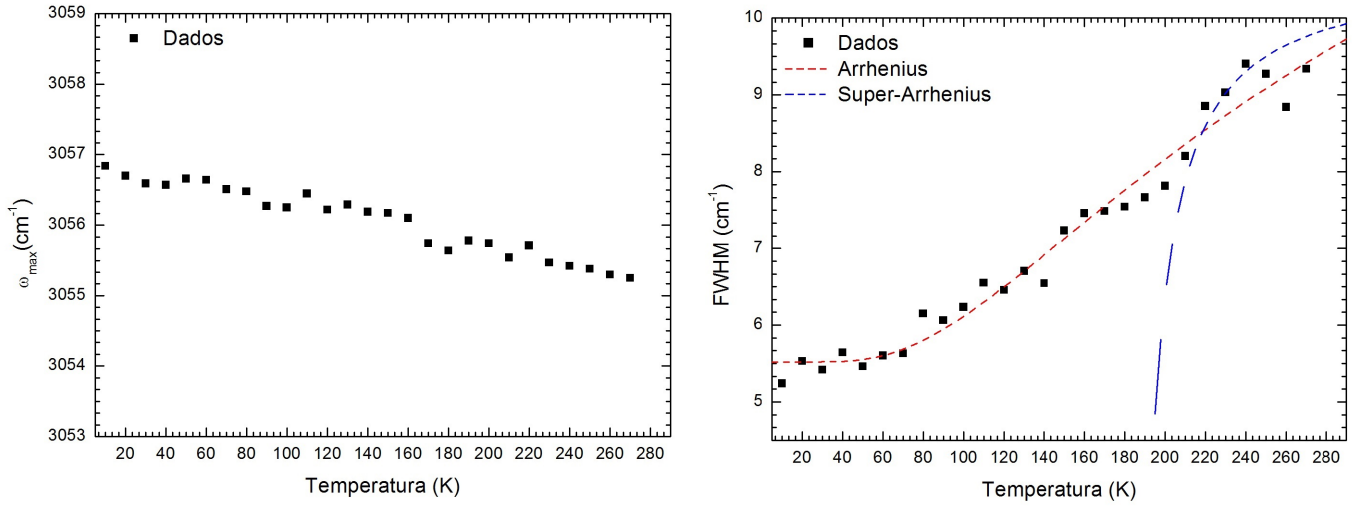 3059
3058
3057
3056
3055
3054
3053
ω max(cm-1)
Dados
20 40 60 80 100 120 140 160 180 200 220 240 260 280
Temperatura (K)
10
9
8
7
6
5
FWHM (cm-1)
Dados
Arrhenius
Super-Arrhenius
20 40 60 80 100 120 140 160 180 200 220 240 260 280
Temperatura (K)